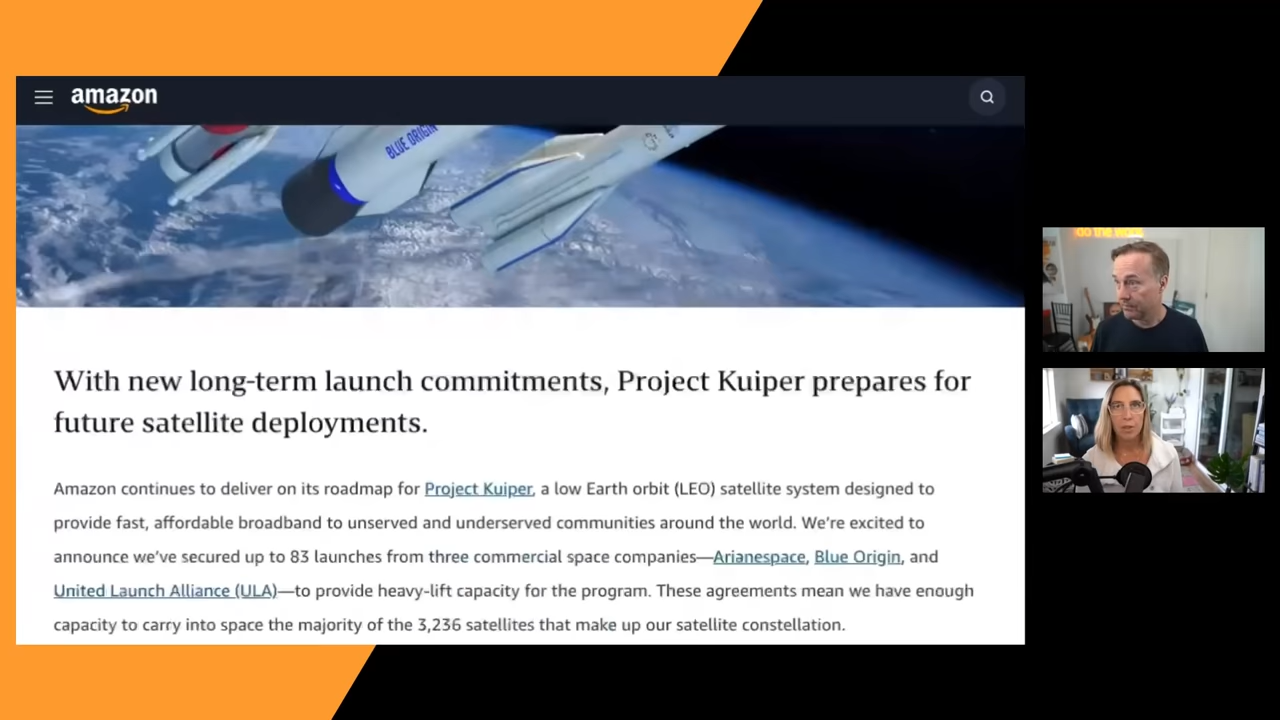 amazon
BLUE ORIGIN
do the work
With new long-term launch commitments, Project Kuiper prepares for
future satellite deployments.
Amazon continues to deliver on its roadmap for Project Kuiper, a low Earth orbit (LEO) satellite system designed to
provide fast, affordable broadband to unserved and underserved communities around the world. We’re excited to
announce we’ve secured up to 83 launches from three commercial space companies—Arianespace, Blue Origin, and
United Launch Alliance (ULA)—to provide heavy-lift capacity for the program. These agreements mean we have enough
capacity to carry into space the majority of the 3,236 satellites that make up our satellite constellation.